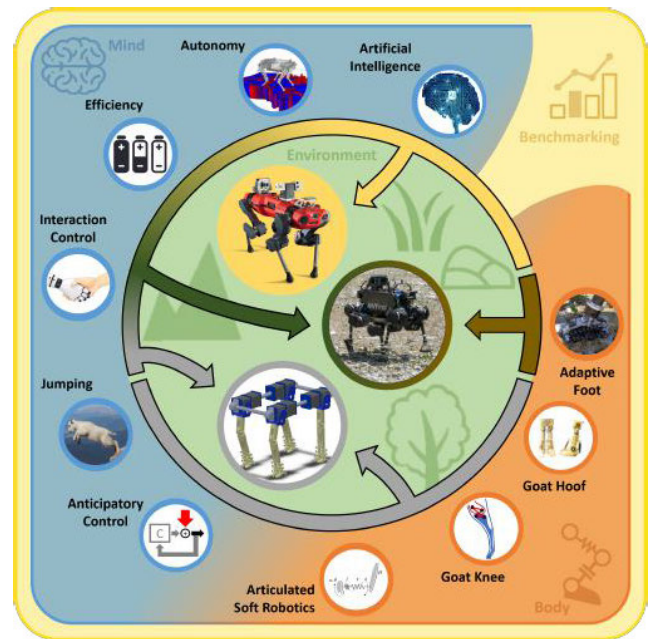 Mind
Autonomy
Artificial
Intelligence
Efficiency
Environment
Benchmarking
Interaction
Control
Adaptive
Foot
Jumping
Goat Hoof
Anticipatory
Control
C
Goat Knee
Articulated
Soft Robotics
Body